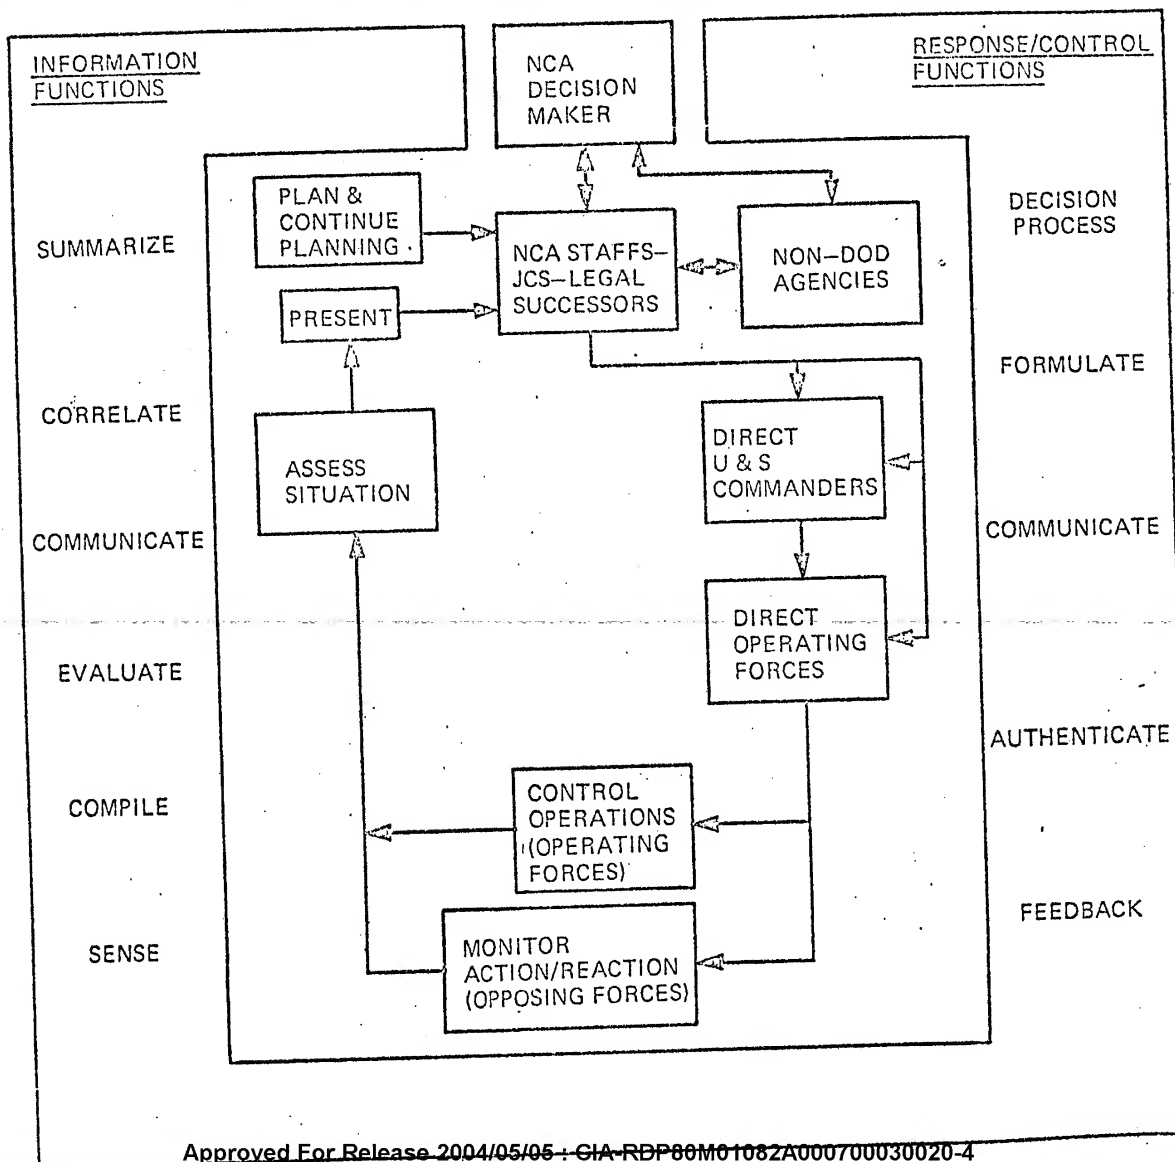 INFORMATION
FUNCTIONS
NCA
DECISION
MAKER
RESPONSE/CONTROL
FUNCTIONS
SUMMARIZE
CORRELATE
COMMUNICATE
EVALUATE
COMPILE
SENSE
PLAN &
CONTINUE
PLANNING
PRESENT
ASSESS
SITUATION
NCA STAFFS–
JCS–LEGAL
SUCCESSORS
NON–DOD
AGENCIES
DIRECT
U & S
COMMANDERS
DIRECT
OPERATING
FORCES
CONTROL
OPERATIONS
(OPERATING
FORCES)
MONITOR
ACTION/REACTION
(OPPOSING FORCES)
DECISION
PROCESS
FORMULATE
COMMUNICATE
AUTHENTICATE
FEEDBACK
Approved For Release 2004/05/05 : CIA-RDP80M01082A000700030020-4